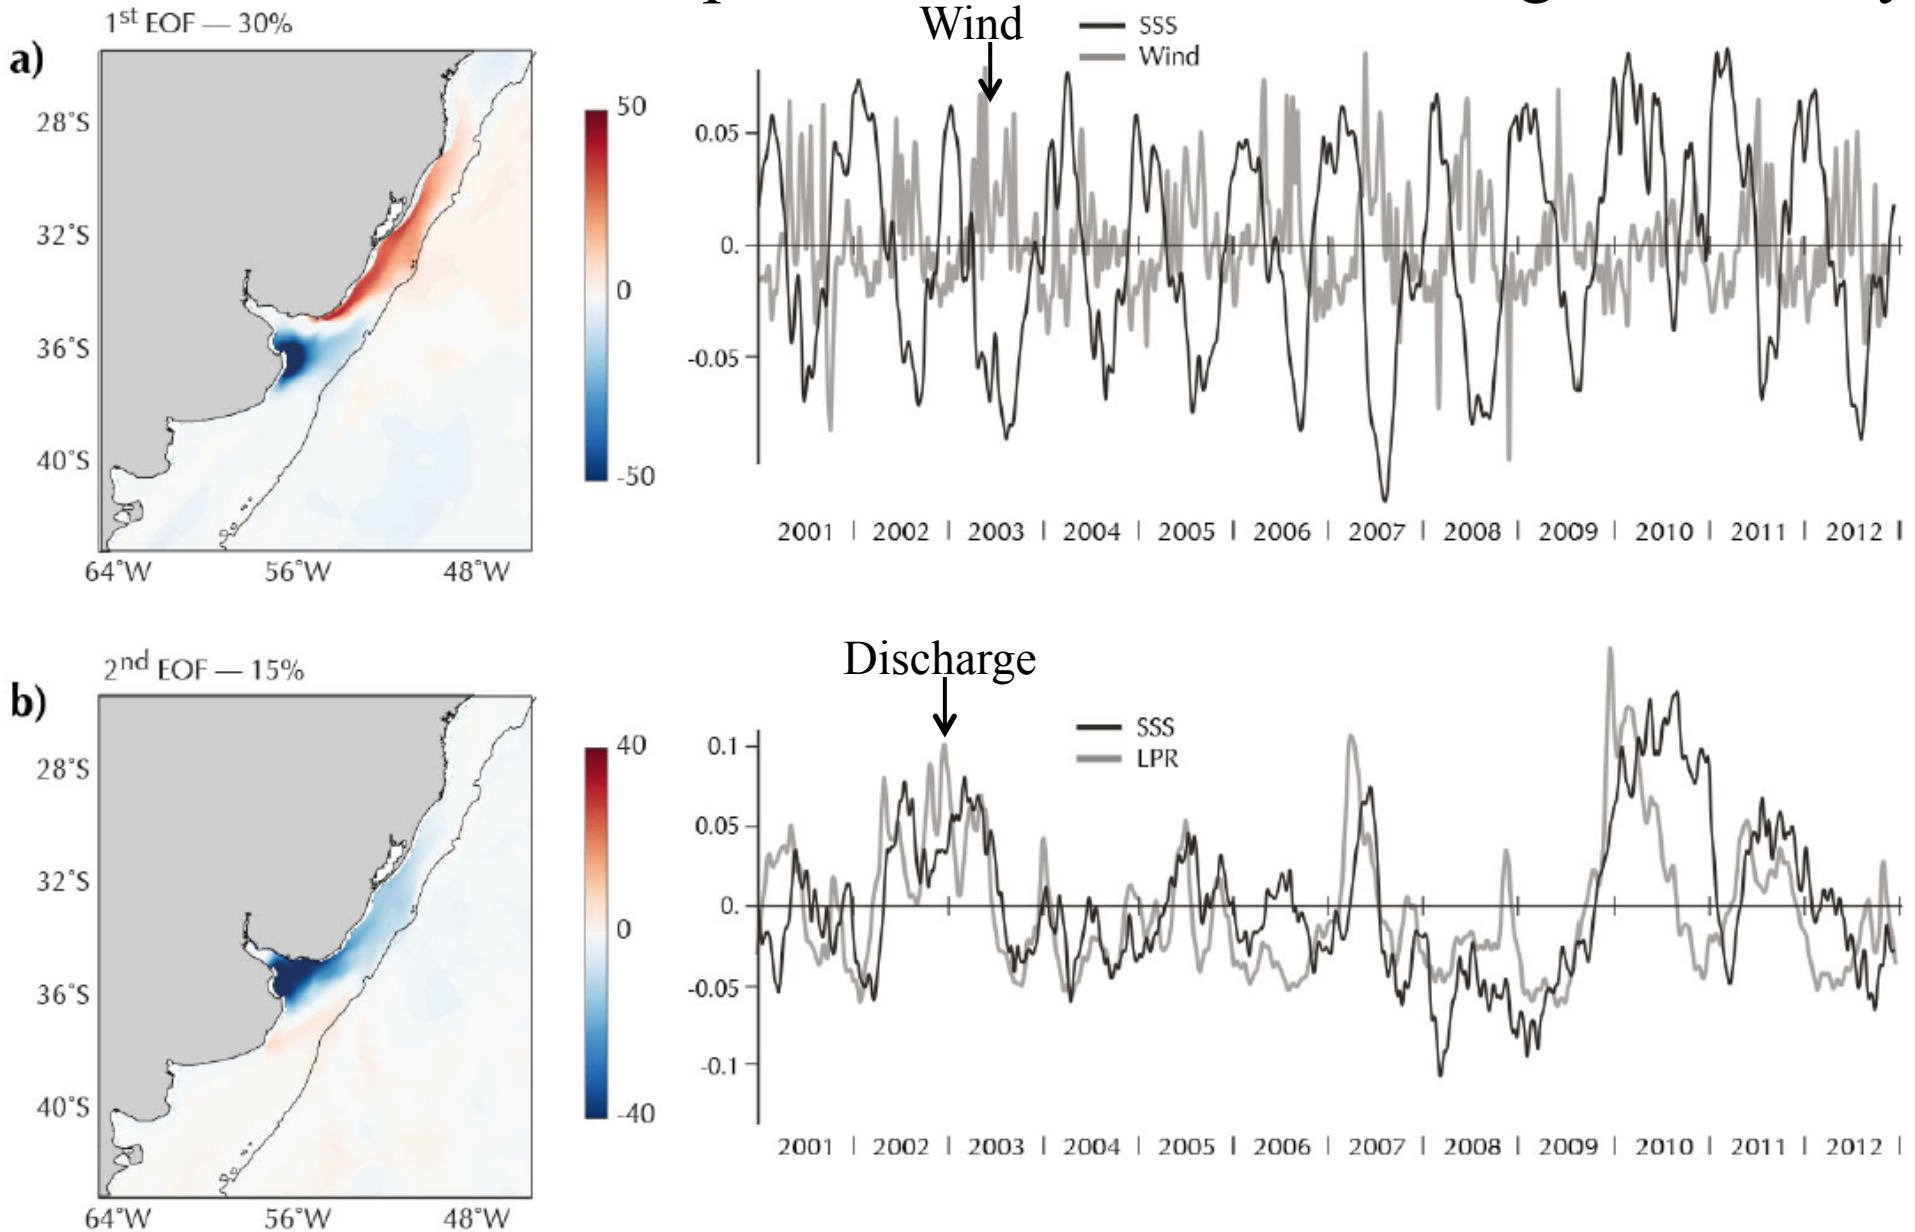 1st EOF — 30%
a)
Wind
SSS
Wind
50
0
-50
28°S
32°S
36°S
40°S
64°W 56°W 48°W
0.05
0.
-0.05
2001 | 2002 | 2003 | 2004 | 2005 | 2006 | 2007 | 2008 | 2009 | 2010 | 2011 | 2012 |
2nd EOF — 15%
b)
Discharge
SSS
LPR
40
0
-40
28°S
32°S
36°S
40°S
64°W 56°W 48°W
0.1
0.05
0.
-0.05
-0.1
2001 | 2002 | 2003 | 2004 | 2005 | 2006 | 2007 | 2008 | 2009 | 2010 | 2011 | 2012 |